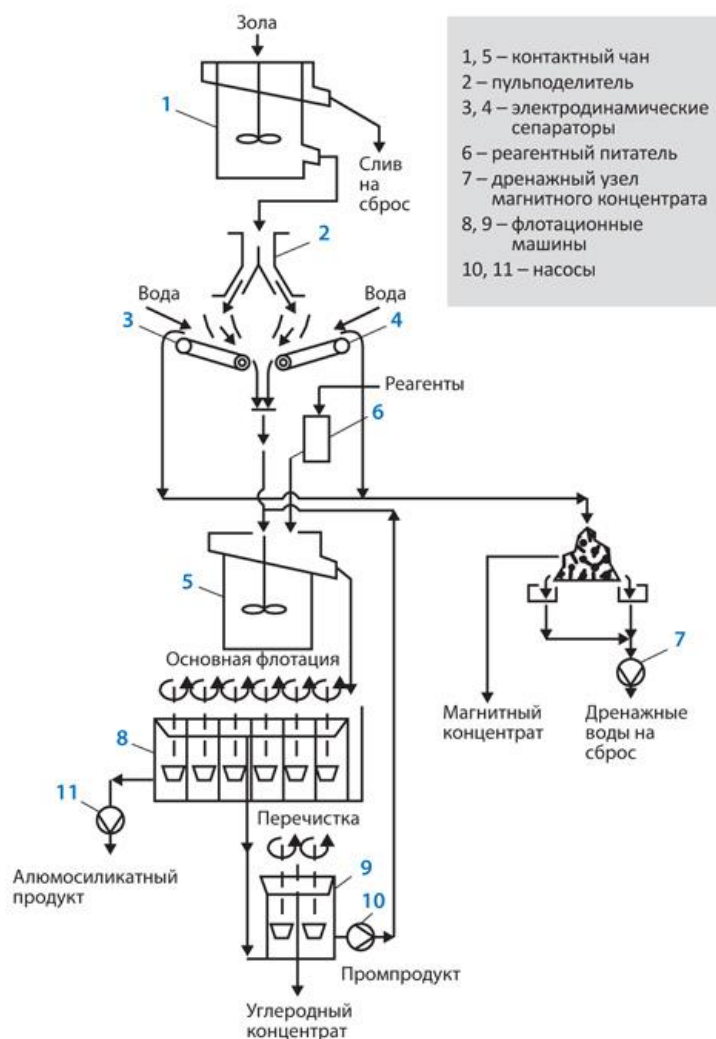 Зола
1
Слив
на
сброс
1, 5 – контактный чан
2 – пульподелитель
3, 4 – электродинамические
сепараторы
6 – реагентный питатель
7 – дренажный узел
магнитного концентрата
8, 9 – флотационные
машины
10, 11 – насосы
2
Вода
Вода
3
4
Реагенты
6
5
Основная флотация
7
Магнитный
концентрат
Дренажные
воды на
сброс
8
11
Перечистка
Алюмосиликатный
продукт
9
10
Промпродукт
Углеродный
концентрат